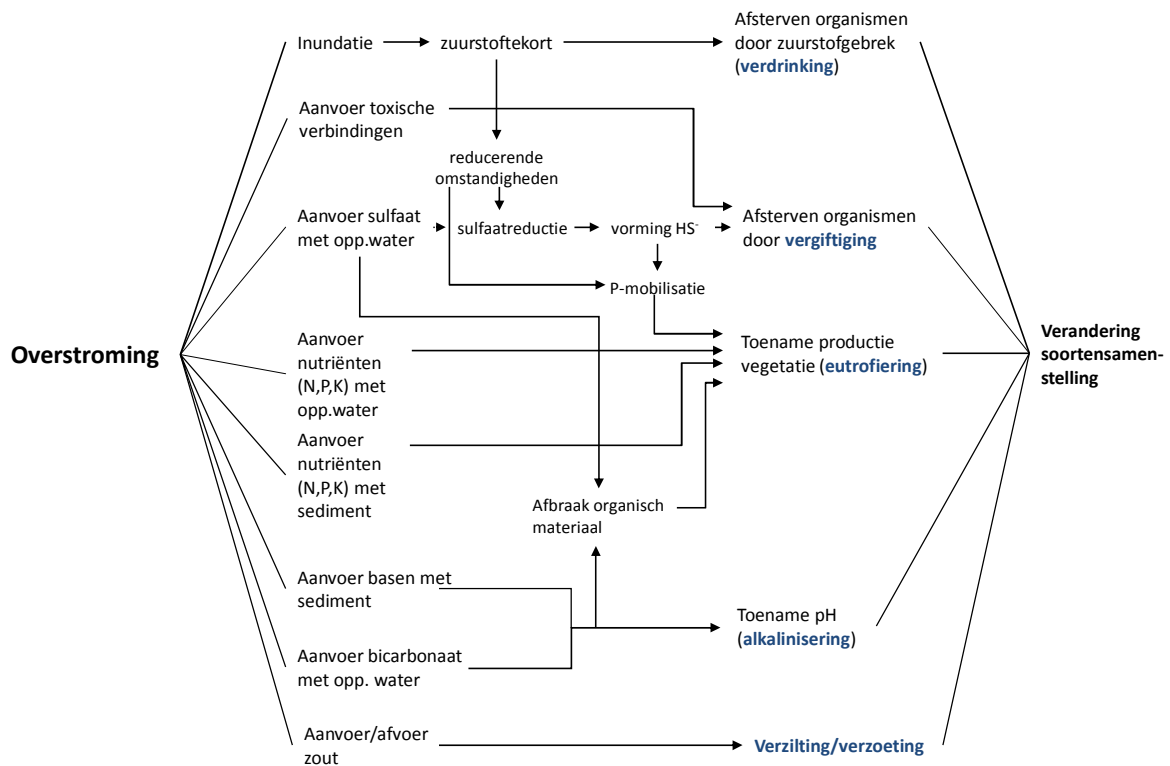 Inundatie
zuurstoftekort
Afsterven organismen
door zuurstofgebrek
(verdrinking)
Aanvoer toxische
verbindingen
reducerende
omstandigheden
Aanvoer sulfaat
met opp.water
sulfaatreductie
vorming HS-
Afsterven organismen
door vergiftiging
P-mobilisatie
Overstroming
Aanvoer
nutriënten
(N,P,K) met
opp.water
Toename productie
vegetatie (eutrofiering)
Verandering
soortensamen-
stelling
Aanvoer
nutriënten
(N,P,K) met
sediment
Afbraak organisch
materiaal
Aanvoer basen met
sediment
Toename pH
(alkalinisering)
Aanvoer bicarbonaat
met opp. water
Aanvoer/afvoer
zout
Verzilting/verzoeting